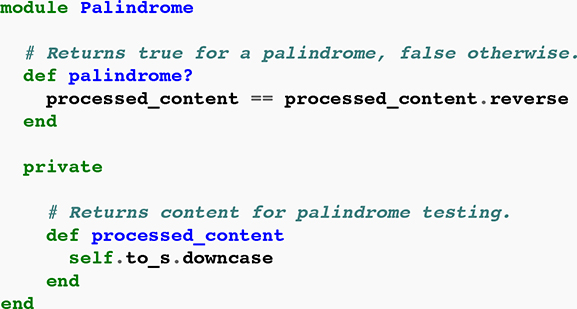 module Palindrome
# Returns true for a palindrome, false otherwise.
def palindrome?
processed_content == processed_content.reverse
end
private
# Returns content for palindrome testing.
def processed_content
self.to_s.downcase
end
end